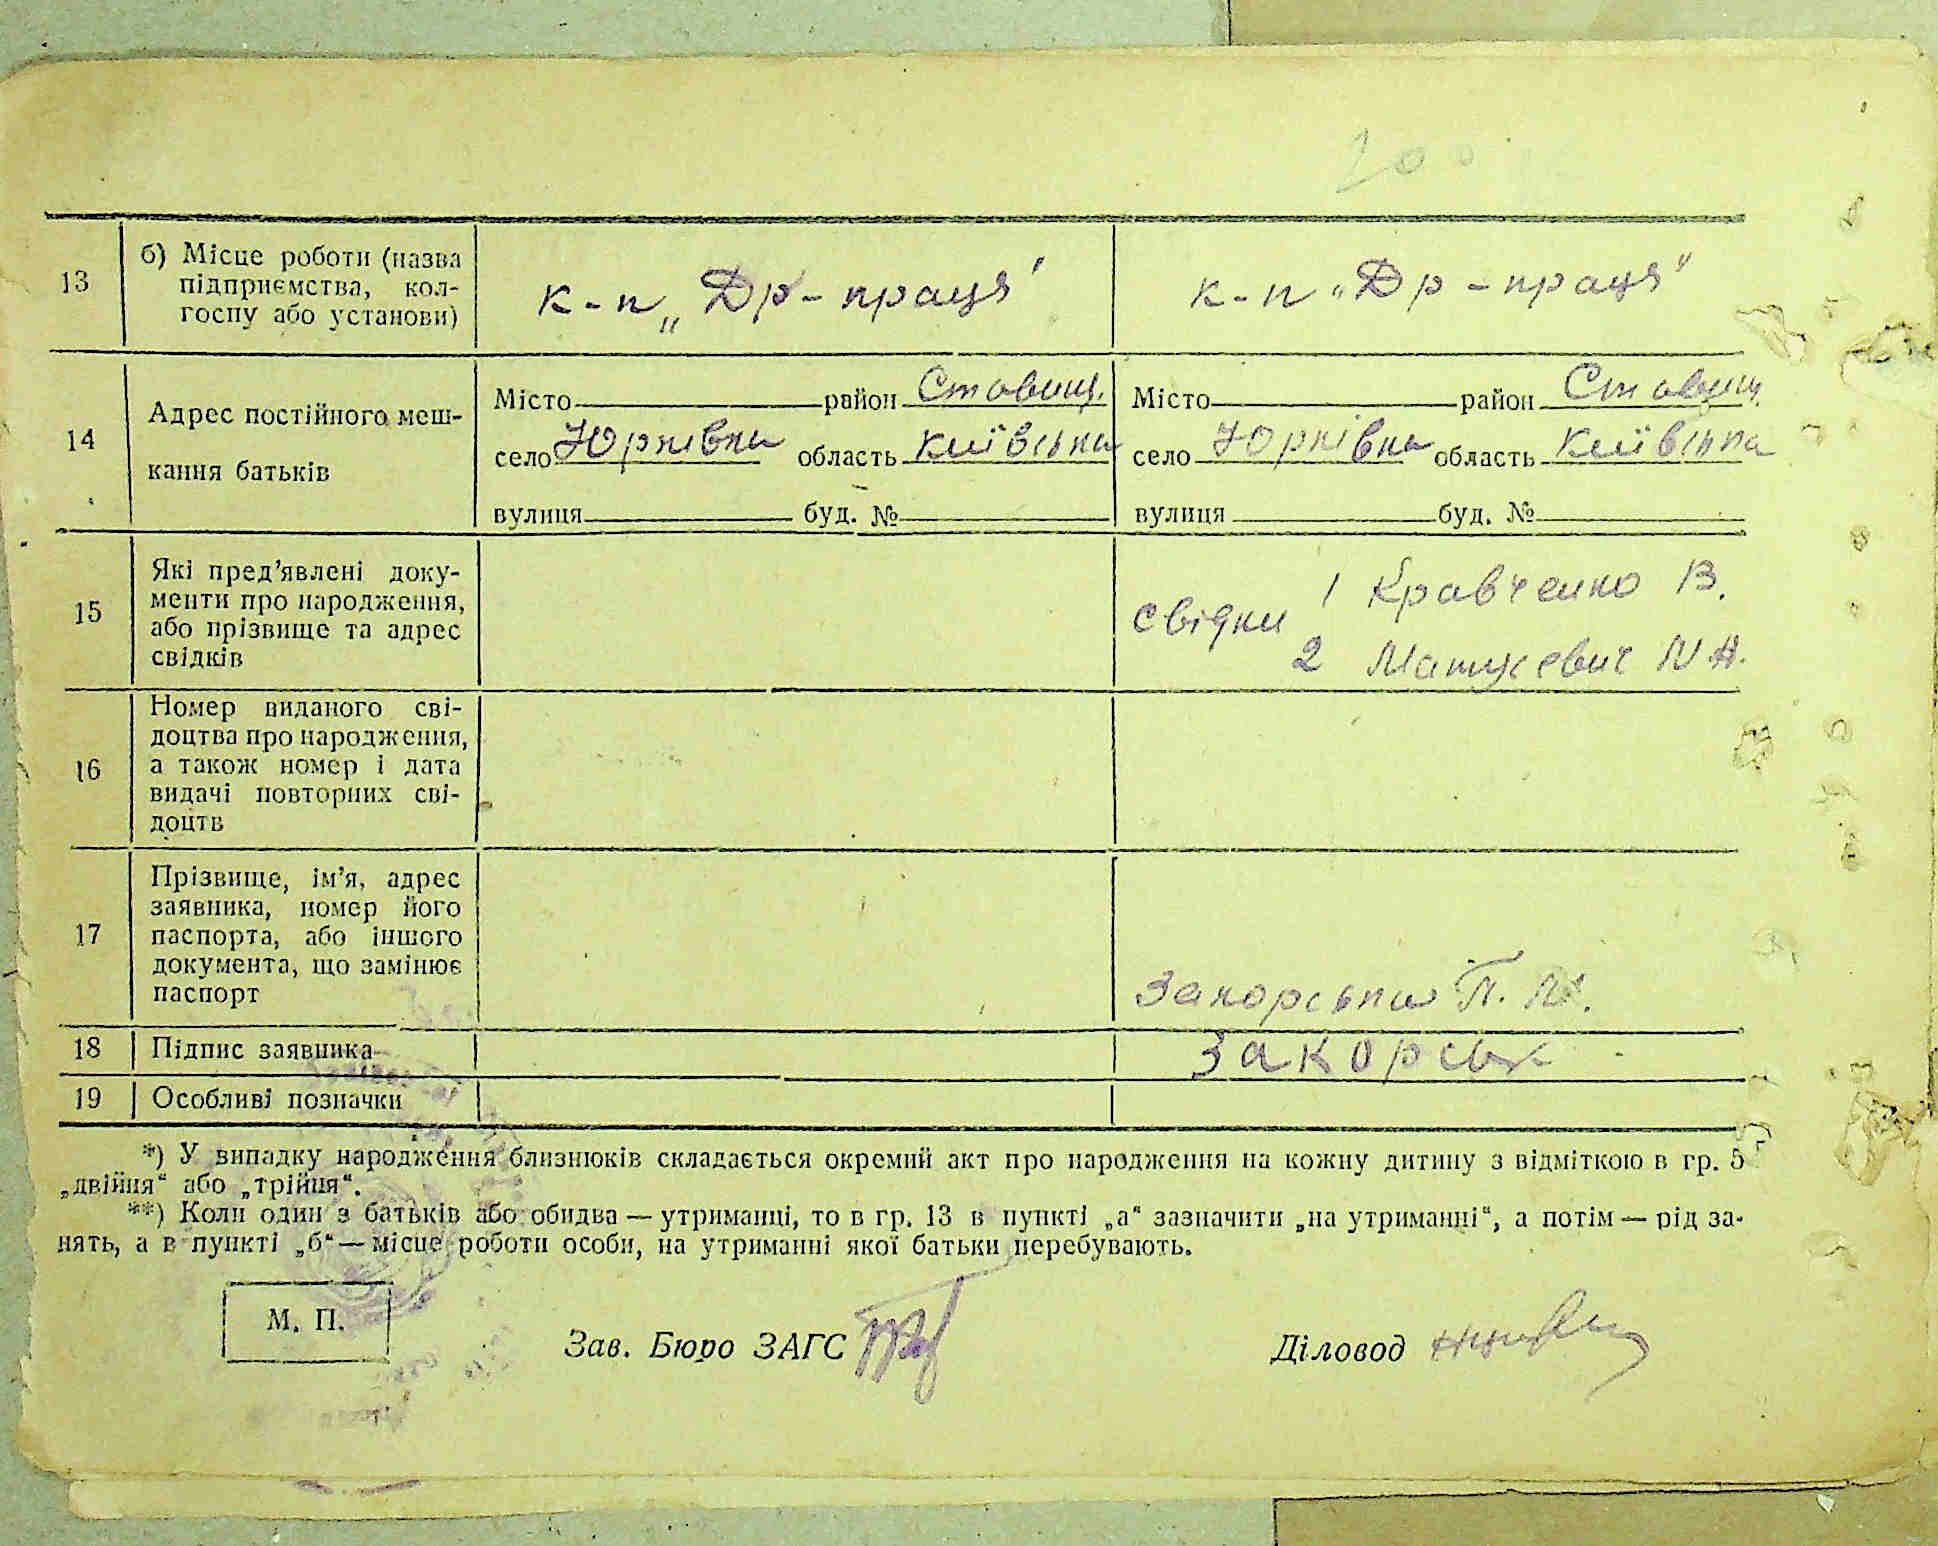 200
13
б) Місце роботи (назва
підприємства, кол-
госпу або установи)
к-п „Др-праця"
к-п „Др-праця"
14
Адрес постійного меш-
кання батьків
Місто район Ставищ.
село Юрківка область Київська
вулиця буд. №
Місто район Ставищ.
село Юрківка область Київська
вулиця буд. №
15
Які пред'явлені доку-
менти про народження,
або прізвище та адрес
свідків
свідки 1 Кравченко В.
2 Матусевич М А.
16
Номер виданого сві-
доцтва про народження,
а також номер і дата
видачі повторних сві-
доцтв
17
Прізвище, ім'я, адрес
заявника, номер його
паспорта, або іншого
документа, що замінює
паспорт
Закорська П. М.
18 Підпис заявника
Закорськ
19 Особливі позначки
*) У випадку народження близнюків складається окремий акт про народження на кожну дитину з відміткою в гр. 5
„двійня“ або „трійня“.
**) Коли один з батьків або обидва — утриманці, то в гр. 13 в пункті „а“ зазначити „на утриманні“, а потім — рід за-
нять, а в пункті „б“ — місце роботи особи, на утриманні якої батьки перебувають.
М. П.
Зав. Бюро ЗАГС
Діловод